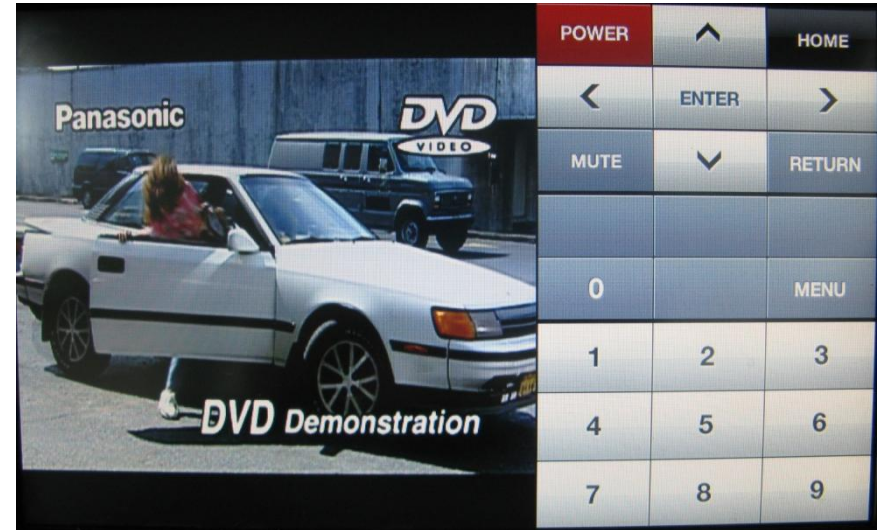 Panasonic
DVD
VIDEO
DVD Demonstration
POWER
HOME
ENTER
MUTE
RETURN
0
MENU
1 2 3
4 5 6
7 8 9